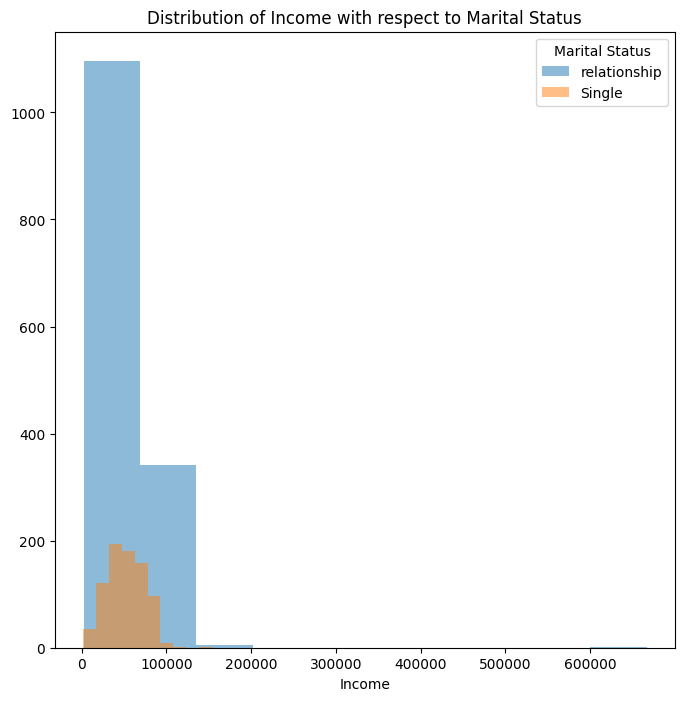 Distribution of Income with respect to Marital Status
Marital Status
relationship
Single
1000
800
600
400
200
0
0 100000 200000 300000 400000 500000 600000
Income